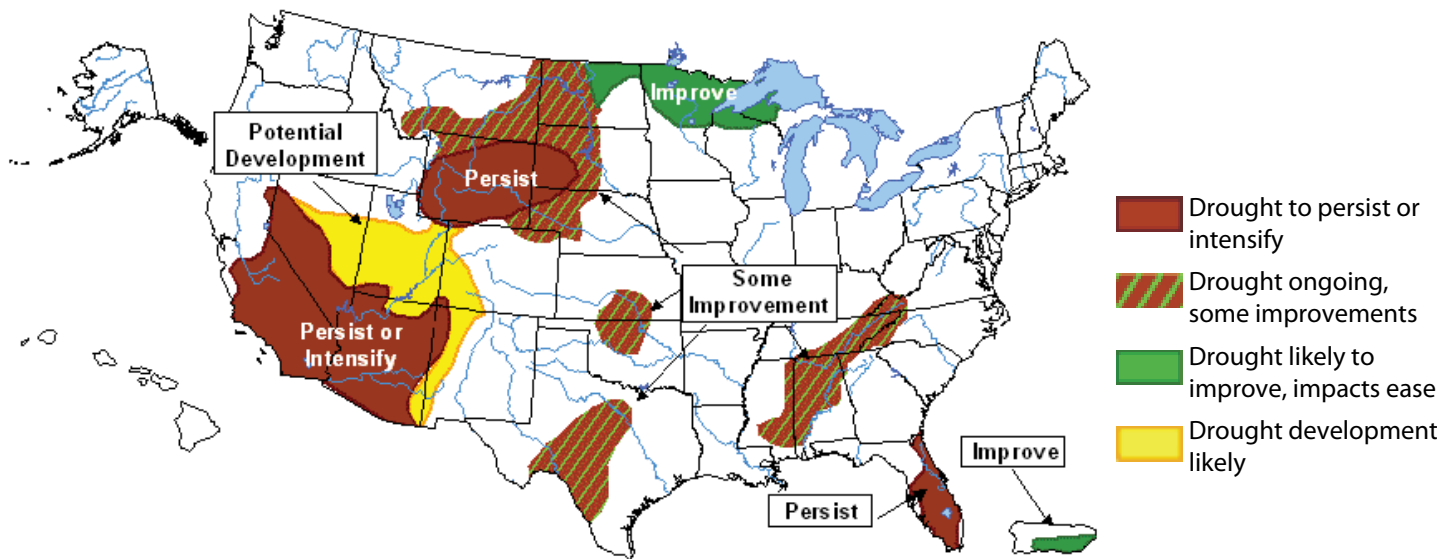 Improve
Potential
Development
Persist
Some
Improvement
Persist or
Intensify
Improve
Persist
Drought to persist or
intensify
Drought ongoing,
some improvements
Drought likely to
improve, impacts ease
Drought development
likely